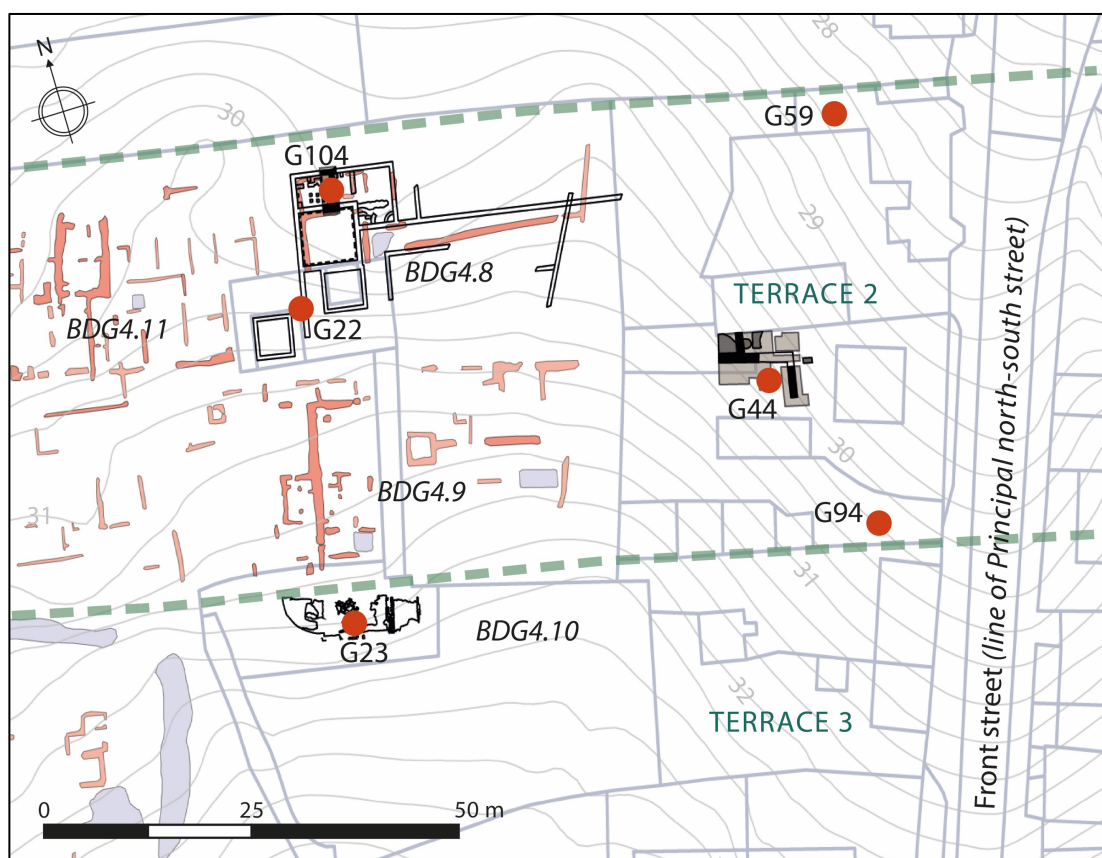 N
28
G59
30
G104
29
BDG4.8
TERRACE 2
G22
BDG4.11
G44
30
BDG4.9
G94
31
31
G23
BDG4.10
32
TERRACE 3
Front street (line of Principal north-south street)
0 25 50 m